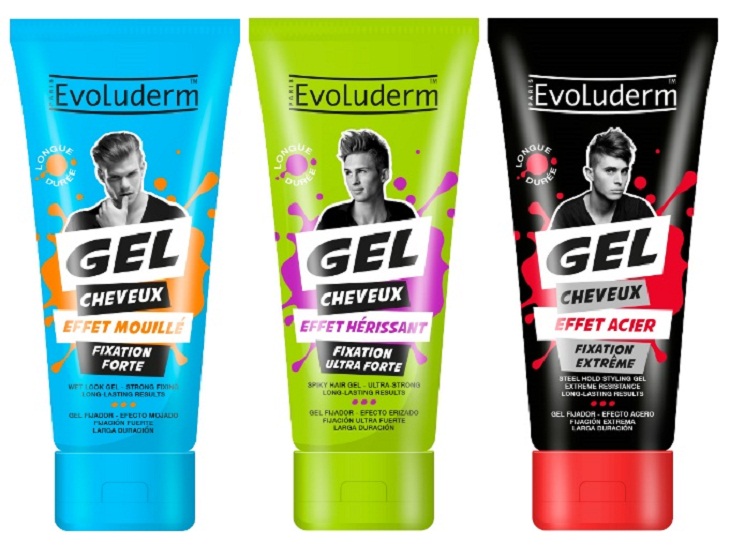 PARIS
Evoluderm™
LONGUE
DURÉE
GEL
CHEVEUX
EFFET MOUILLÉ
FIXATION
FORTE
WET LOOK GEL - STRONG FIXING
LONG-LASTING RESULTS
GEL FIJADOR - EFECTO MOJADO
FIJACIÓN FUERTE
LARGA DURACIÓN
PARIS
Evoluderm™
LONGUE
DURÉE
GEL
CHEVEUX
EFFET HÉRISSANT
FIXATION
ULTRA FORTE
SPIKY HAIR GEL - ULTRA-STRONG
LONG-LASTING RESULTS
GEL FIJADOR - EFECTO ERIZADO
FIJACIÓN ULTRA FUERTE
LARGA DURACIÓN
PARIS
Evoluderm™
LONGUE
DURÉE
GEL
CHEVEUX
EFFET ACIER
FIXATION
EXTRÊME
STEEL HOLD STYLING GEL
EXTREME RESISTANCE
LONG-LASTING RESULTS
GEL FIJADOR - EFECTO ACERO
FIJACIÓN EXTREMA
LARGA DURACIÓN